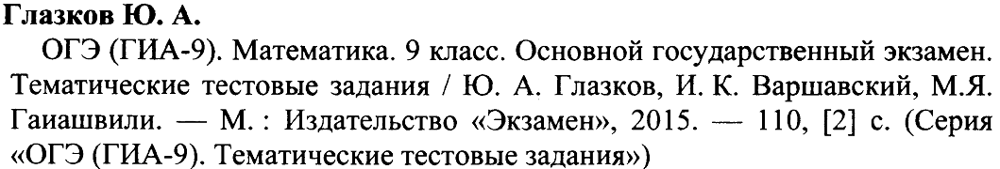 Глазков Ю. А.
ОГЭ (ГИА-9). Математика. 9 класс. Основной государственный экзамен.
Тематические тестовые задания / Ю. А. Глазков, И. К. Варшавский, М.Я.
Гаиашвили. — М. : Издательство «Экзамен», 2015. — 110, [2] с. (Серия
«ОГЭ (ГИА-9). Тематические тестовые задания»)